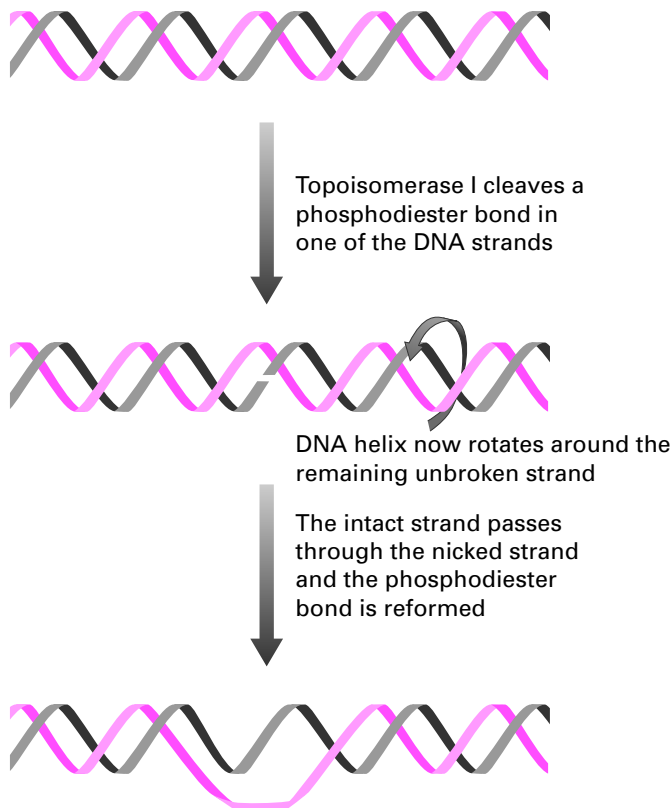 Topoisomerase I cleaves a
phosphodiester bond in
one of the DNA strands
DNA helix now rotates around the
remaining unbroken strand
The intact strand passes
through the nicked strand
and the phosphodiester
bond is reformed